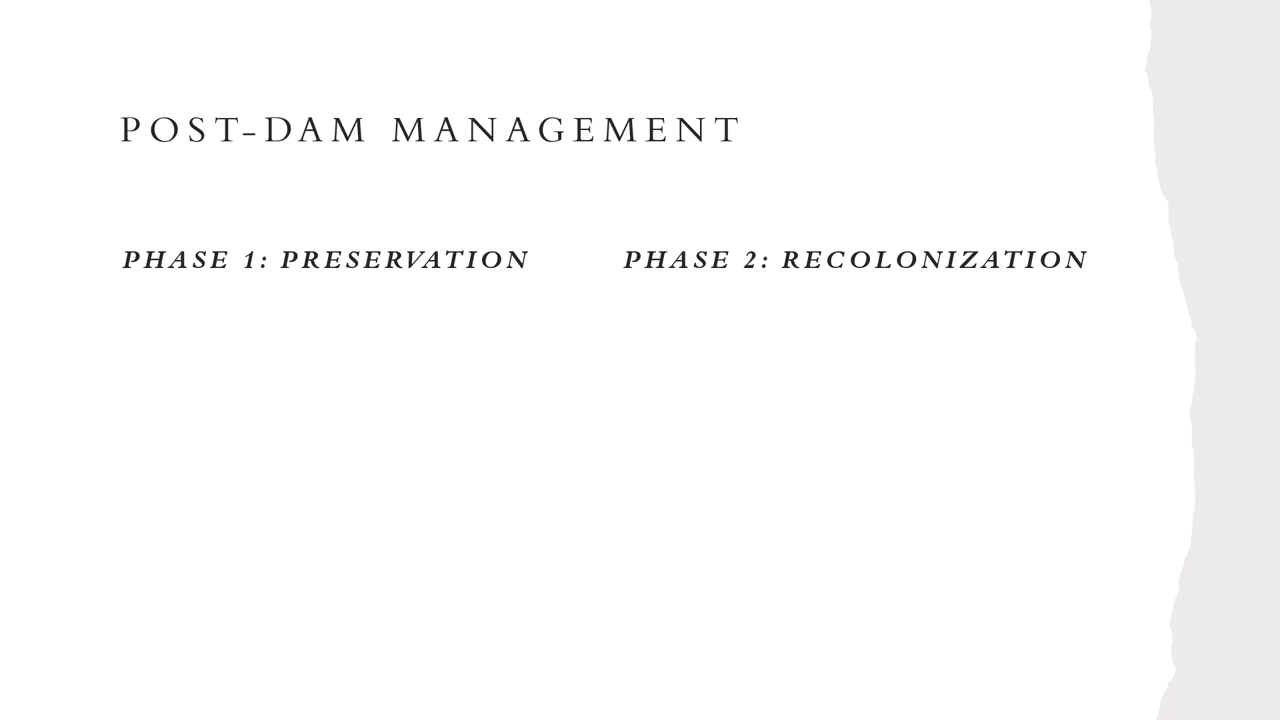 POST-DAM MANAGEMENT
PHASE 1: PRESERVATION
PHASE 2: RECOLONIZATION